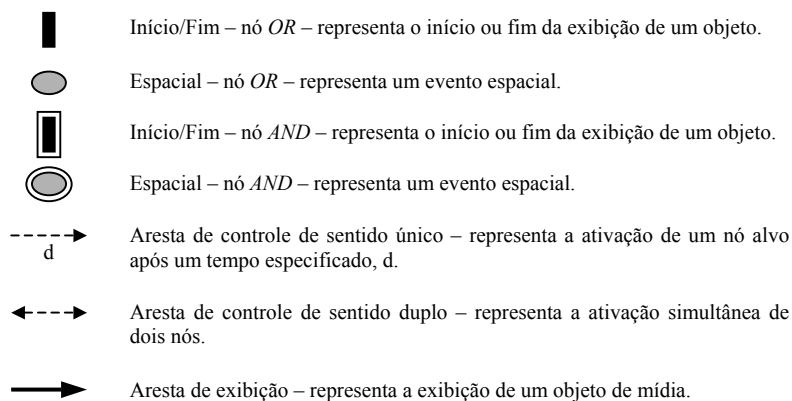 Início/Fim – nó OR – representa o início ou fim da exibição de um objeto.
Espacial – nó OR – representa um evento espacial.
Início/Fim – nó AND – representa o início ou fim da exibição de um objeto.
Espacial – nó AND – representa um evento espacial.
d
Aresta de controle de sentido único – representa a ativação de um nó alvo
após um tempo especificado, d.
Aresta de controle de sentido duplo – representa a ativação simultânea de
dois nós.
Aresta de exibição – representa a exibição de um objeto de mídia.